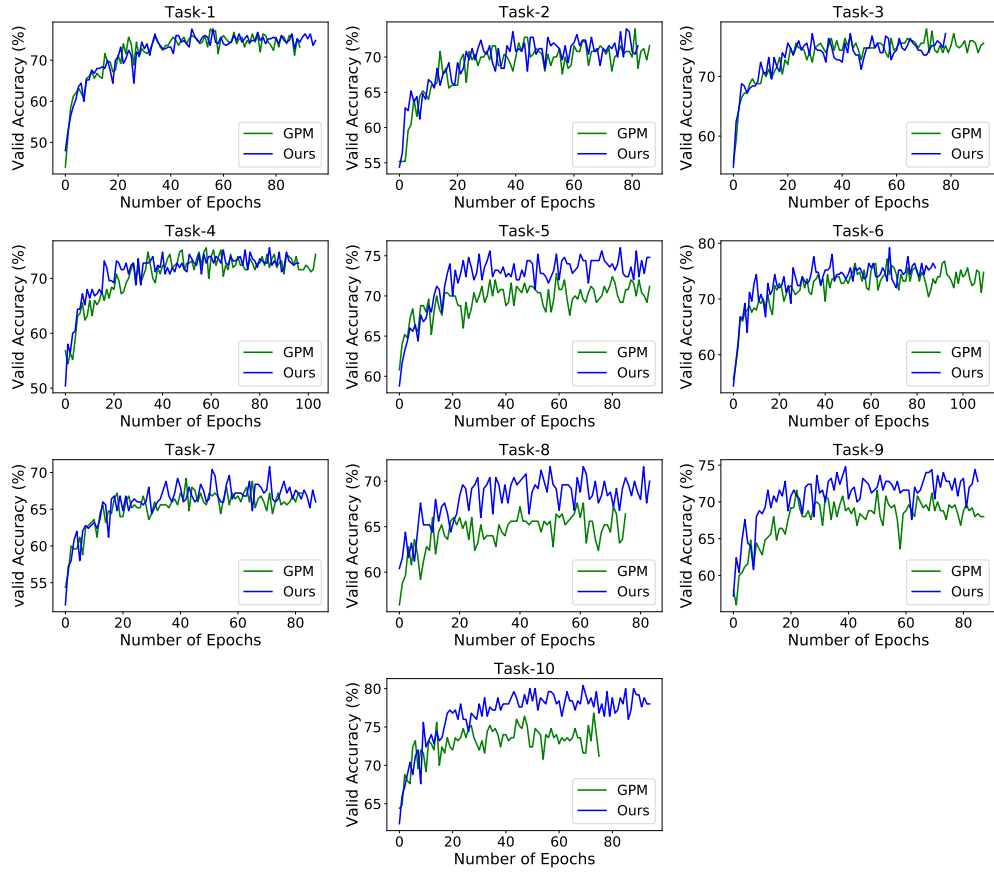 Task-1
Valid Accuracy (%)
70
60
50
GPM
Ours
0 20 40 60 80
Number of Epochs
Task-2
Valid Accuracy (%)
70
65
60
55
GPM
Ours
0 20 40 60 80
Number of Epochs
Task-3
Valid Accuracy (%)
70
60
GPM
Ours
0 20 40 60 80
Number of Epochs
Task-4
Valid Accuracy (%)
70
60
50
GPM
Ours
0 20 40 60 80 100
Number of Epochs
Task-5
Valid Accuracy (%)
75
70
65
60
GPM
Ours
0 20 40 60 80
Number of Epochs
Task-6
Valid Accuracy (%)
80
70
60
GPM
Ours
0 20 40 60 80 100
Number of Epochs
Task-7
valid Accuracy (%)
70
65
60
55
GPM
Ours
0 20 40 60 80
Number of Epochs
Task-8
Valid Accuracy (%)
70
65
60
GPM
Ours
0 20 40 60 80
Number of Epochs
Task-9
Valid Accuracy (%)
75
70
65
60
GPM
Ours
0 20 40 60 80
Number of Epochs
Task-10
Valid Accuracy (%)
80
75
70
65
GPM
Ours
0 20 40 60 80
Number of Epochs